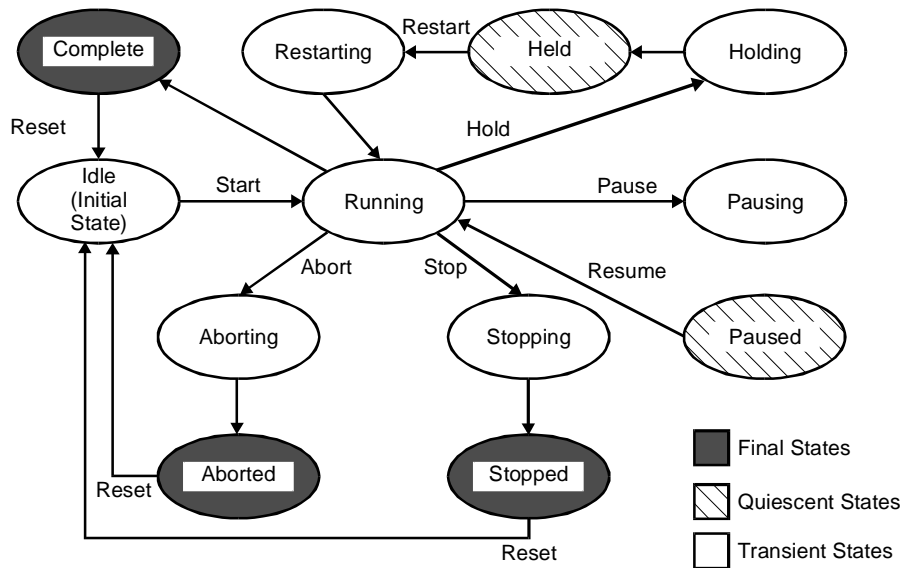 Complete
Restarting
Restart
Held
Holding
Reset
Hold
Idle
(Initial
State)
Start
Running
Pause
Pausing
Abort
Stop
Resume
Aborting
Stopping
Paused
Aborted
Stopped
Reset
Reset
Final States
Quiescent States
Transient States